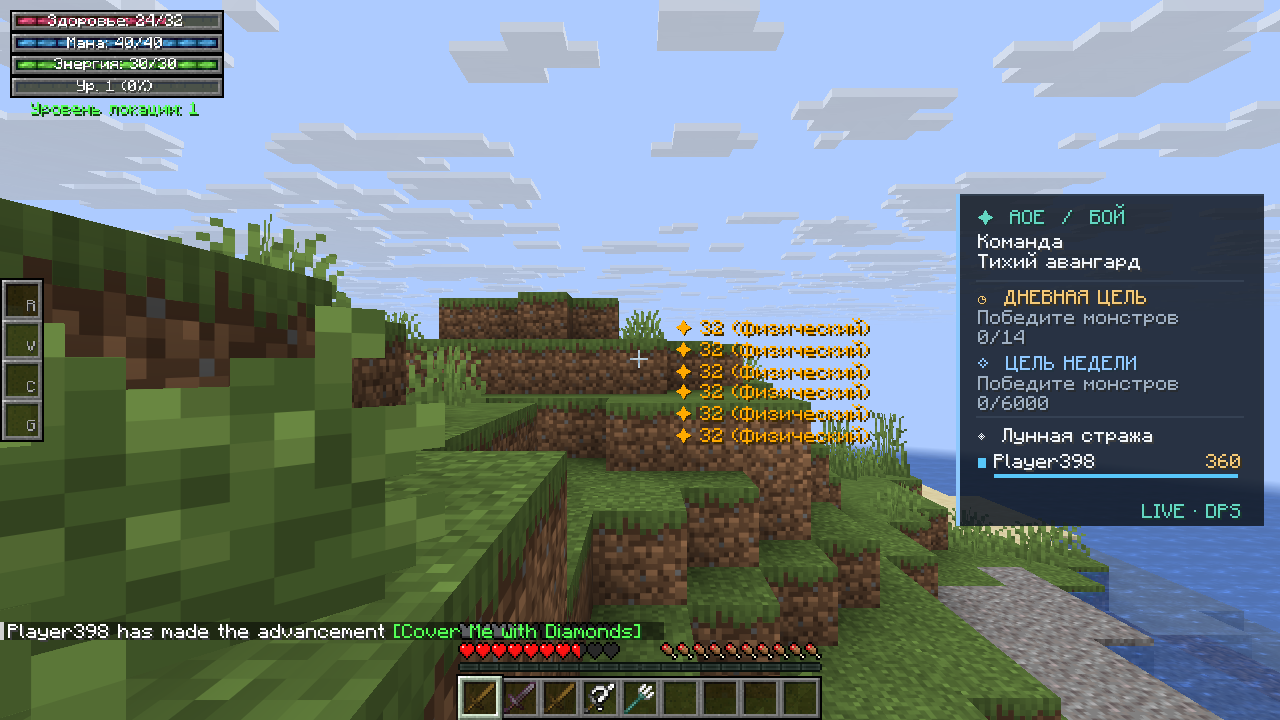 Здоровье: 24/32
Мана: 40/40
Энергия: 30/30
Ур. 1 (0%)
Уровень локации: 1
R
V
C
G
✦ 32 (Физический)
✦ 32 (Физический)
✦ 32 (Физический)
✦ 32 (Физический)
✦ 32 (Физический)
✦ 32 (Физический)
✦ АОЕ / БОЙ
Команда
Тихий авангард
ДНЕВНАЯ ЦЕЛЬ
Победите монстров
0/14
ЦЕЛЬ НЕДЕЛИ
Победите монстров
0/6000
Лунная стража
Player398 360
LIVE · DPS
Player398 has made the advancement [Cover Me With Diamonds]